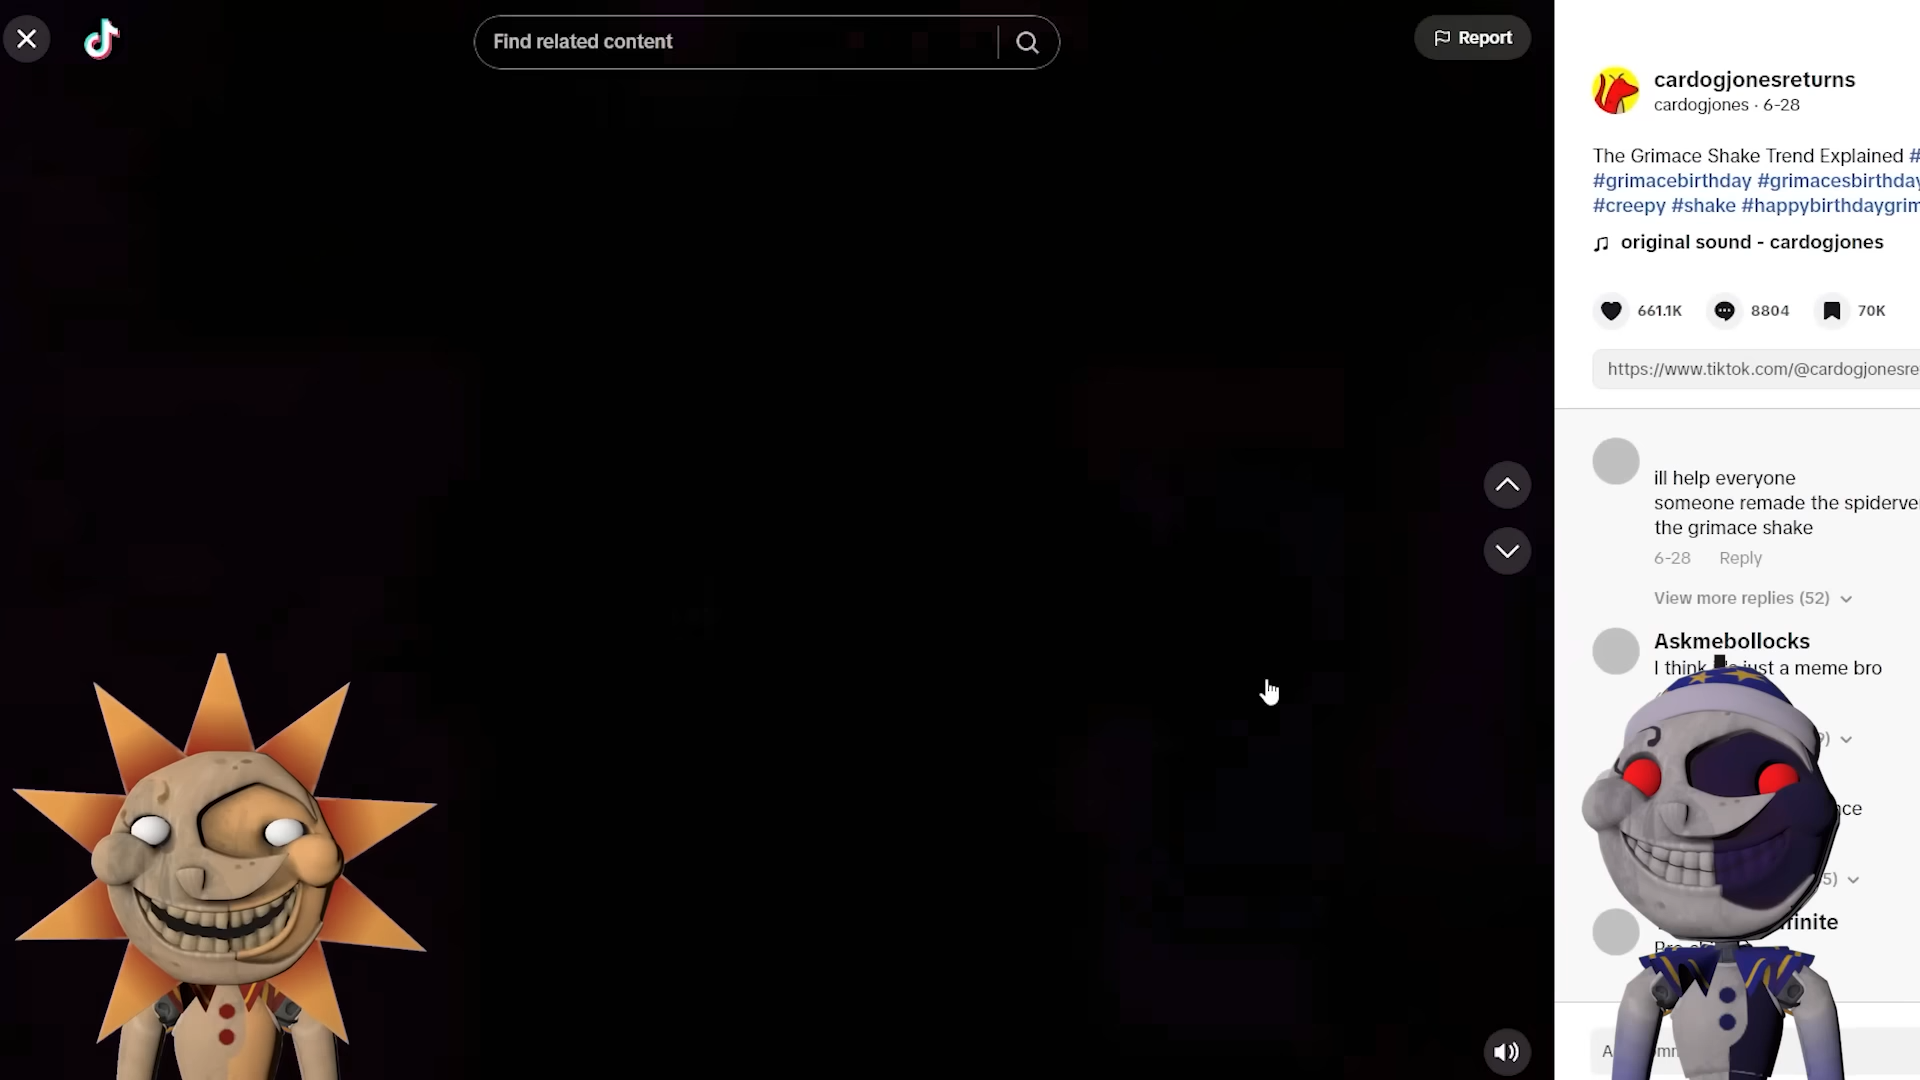 Find related content
Report
cardogjonesreturns
cardogjones · 6-28
The Grimace Shake Trend Explained #
#grimacebirthday #grimacesbirthday
#creepy #shake #happybirthdaygrim
original sound - cardogjones
661.1K 8804 70K
https://www.tiktok.com/@cardogjonesre
ill help everyone
someone remade the spiderve
the grimace shake
6-28 Reply
View more replies (52)
Askmebollocks
I think just a meme bro